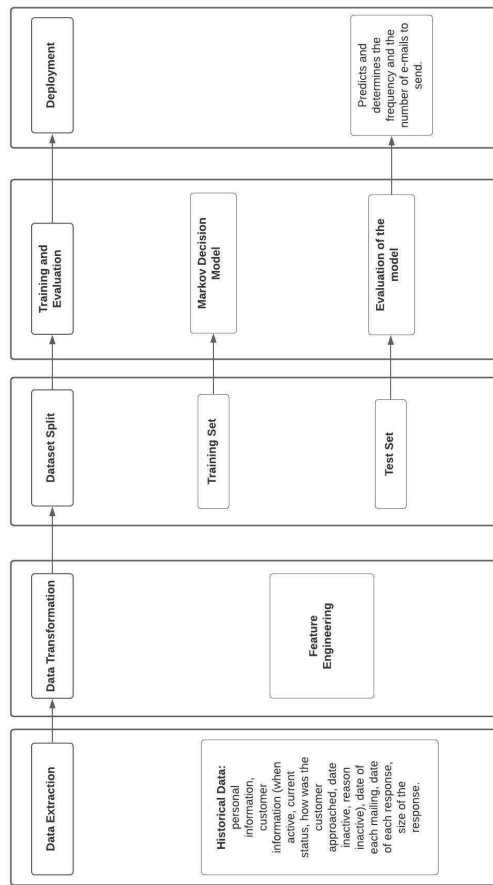 Data Extraction
Historical Data:
personal
information,
customer
information (when
active, current
status, how was the
customer
approached, date
inactive, reason
inactive), date of
each mailing, date
of each response,
size of the
response.
Data Transformation
Feature
Engineering
Dataset Split
Training Set
Test Set
Training and
Evaluation
Markov Decision
Model
Evaluation of the
model
Deployment
Predicts and
determines the
frequency and the
number of e-mails to
send.